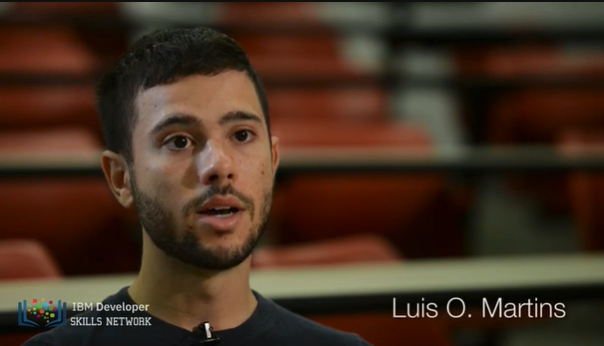 Luis O. Martins
IBM Developer
SKILLS NETWORK